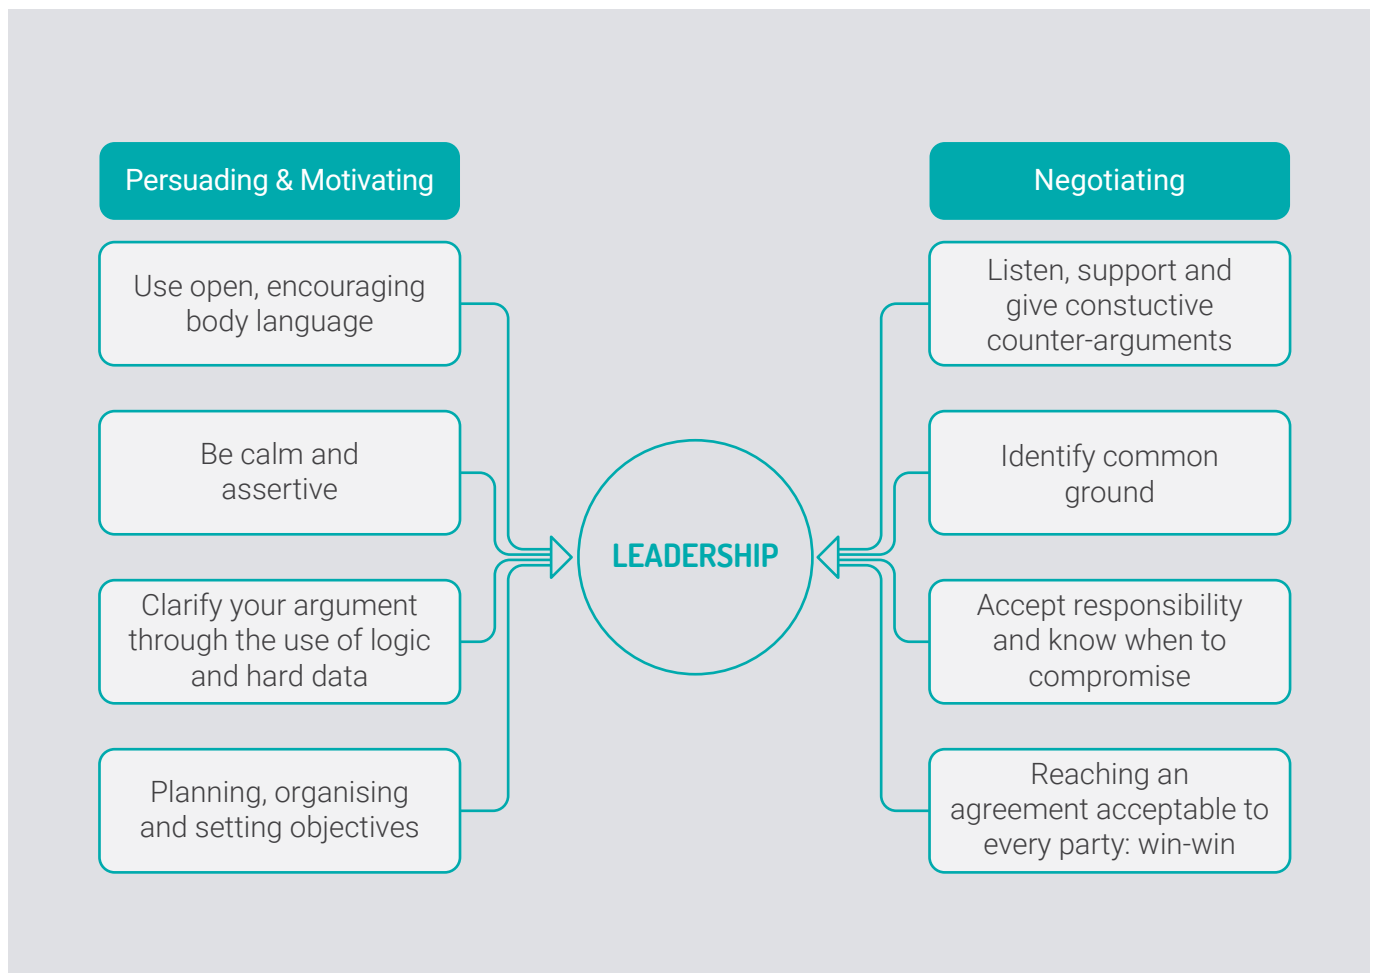 Persuading & Motivating
Use open, encouraging
body language
Be calm and
assertive
Clarify your argument
through the use of logic
and hard data
Planning, organising
and setting objectives
LEADERSHIP
Negotiating
Listen, support and
give constuctive
counter-arguments
Identify common
ground
Accept responsibility
and know when to
compromise
Reaching an
agreement acceptable to
every party: win-win